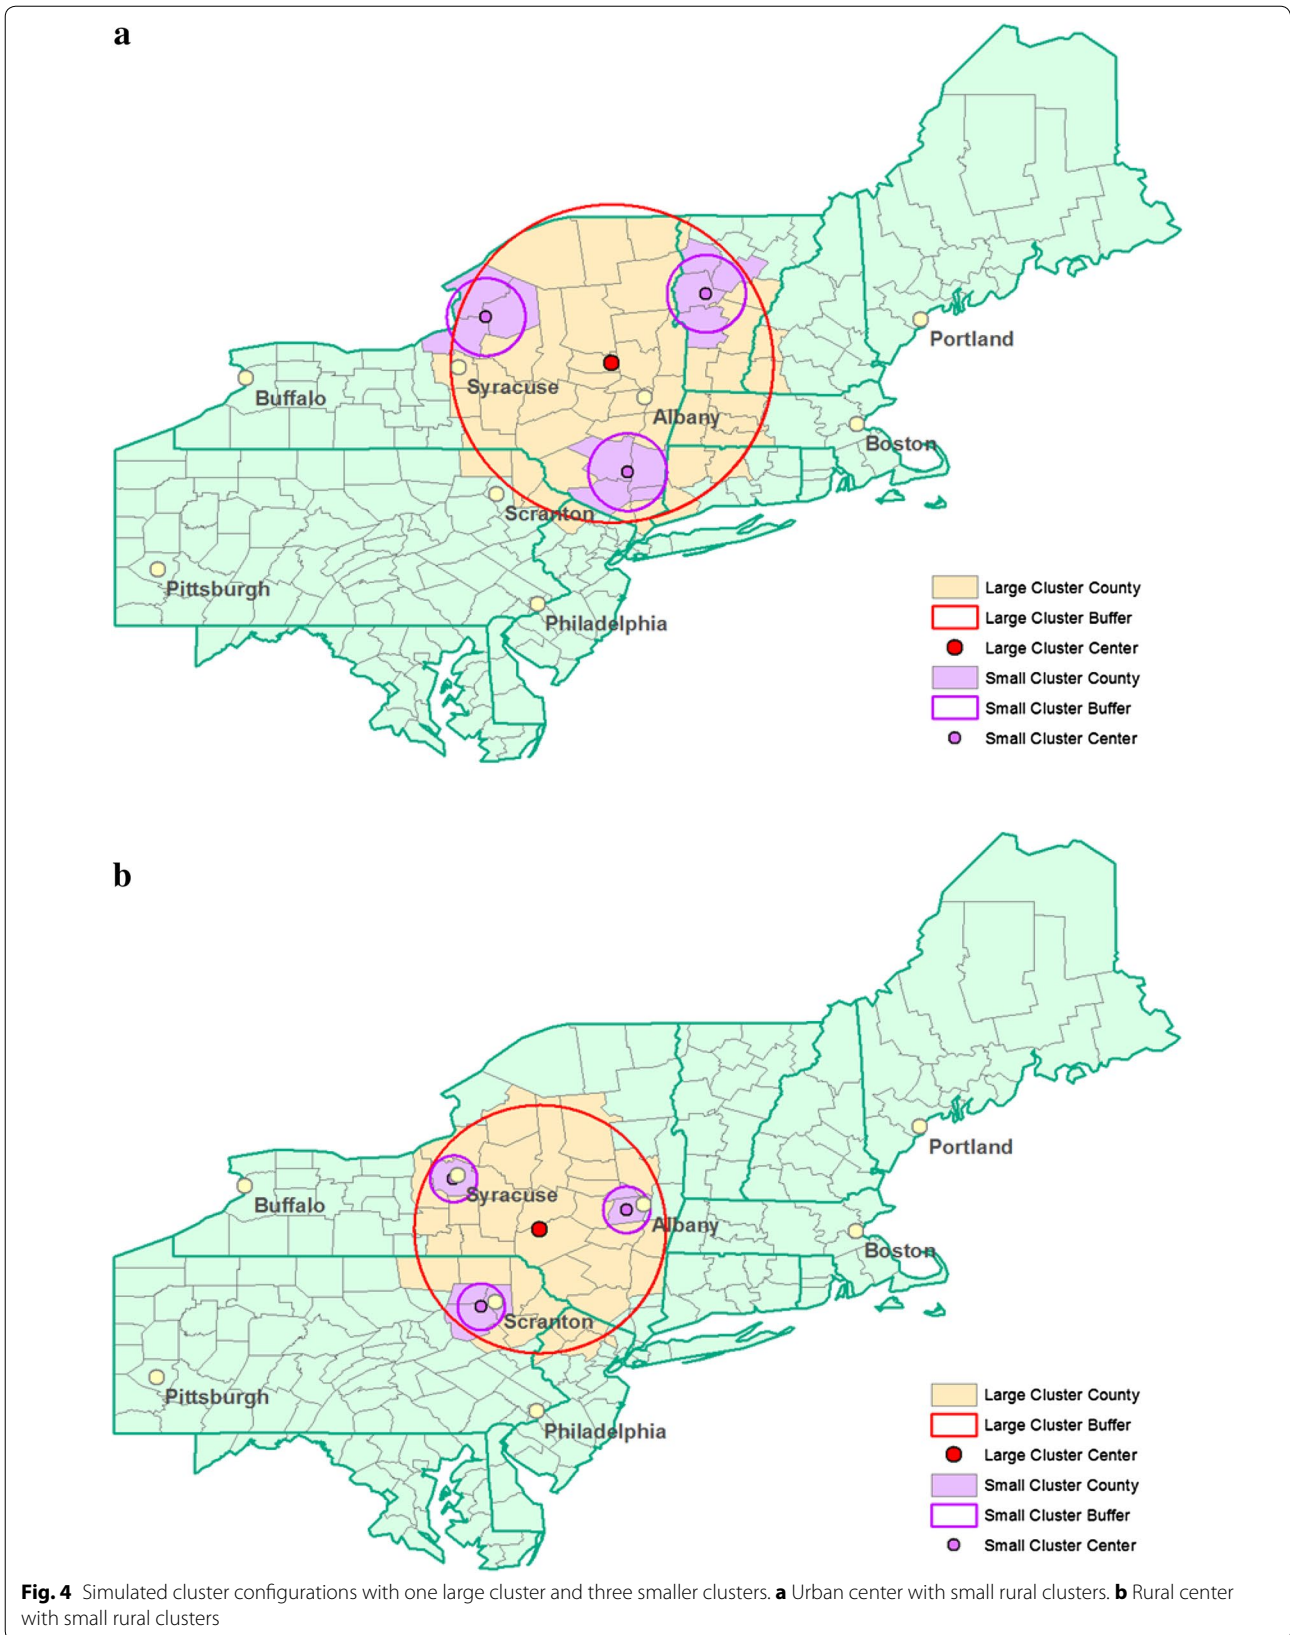 a
Portland
Syracuse
Buffalo
Albany
Boston
Scranton
Pittsburgh
Philadelphia
Large Cluster County
Large Cluster Buffer
Large Cluster Center
Small Cluster County
Small Cluster Buffer
Small Cluster Center
b
Portland
Syracuse
Buffalo
Albany
Boston
Scranton
Pittsburgh
Philadelphia
Large Cluster County
Large Cluster Buffer
Large Cluster Center
Small Cluster County
Small Cluster Buffer
Small Cluster Center
Fig. 4 Simulated cluster configurations with one large cluster and three smaller clusters. a Urban center with small rural clusters. b Rural center
with small rural clusters